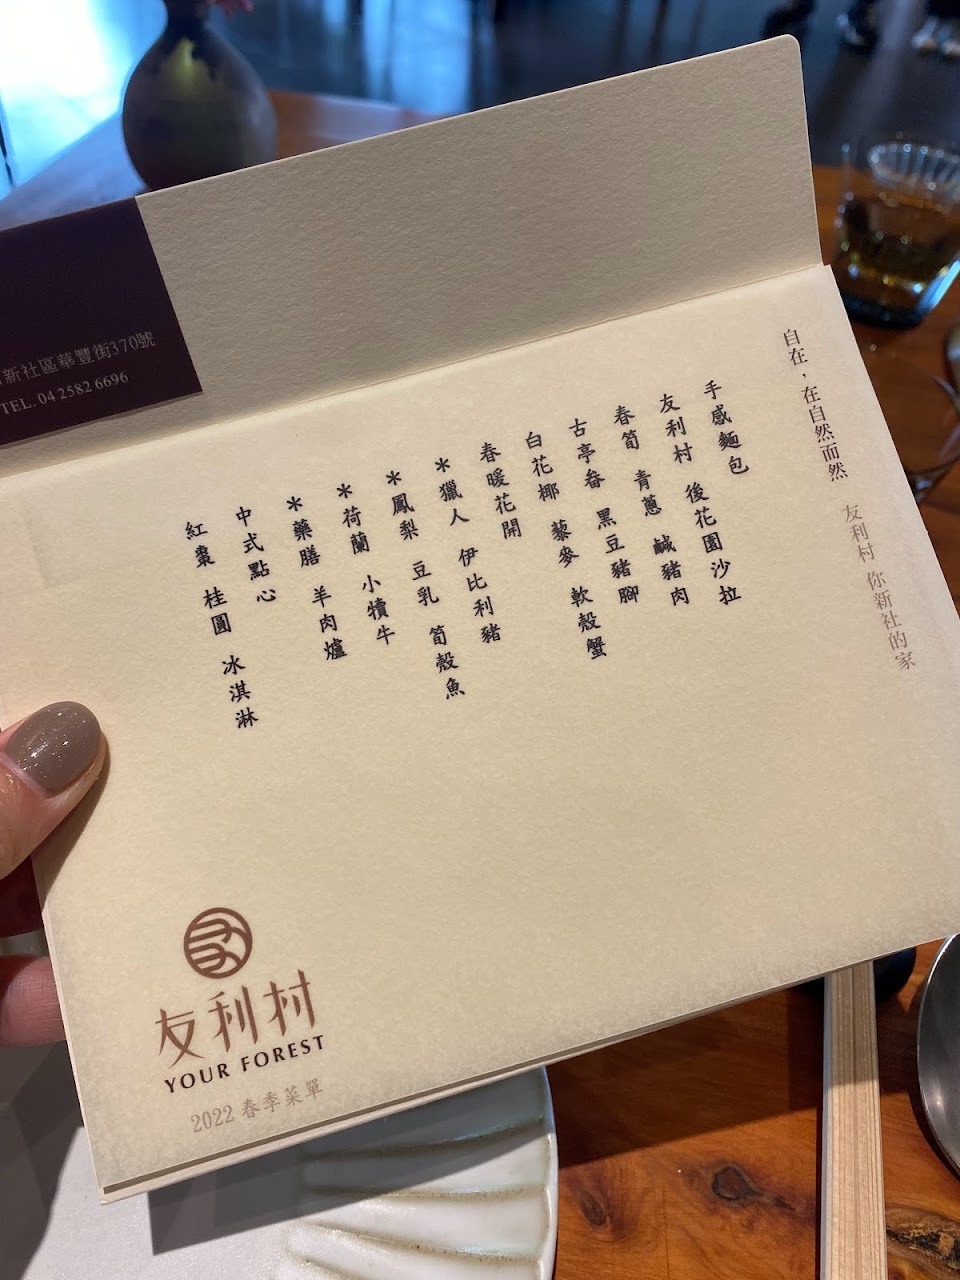 新社區華豐街370號
TEL. 04 2582 6696
自在，在自然而然 友利村 你新社的家
手感麵包
友利村 後花園沙拉
春筍 青蔥 鹹豬肉
古亭畚 黑豆豬腳
白花椰 藜麥 軟殼蟹
春暖花開
＊獵人 伊比利豬
＊鳳梨 豆乳 筍殼魚
＊荷蘭 小犢牛
＊藥膳 羊肉爐
中式點心
紅棗 桂圓 冰淇淋
友利村
YOUR FOREST
2022 春季菜單